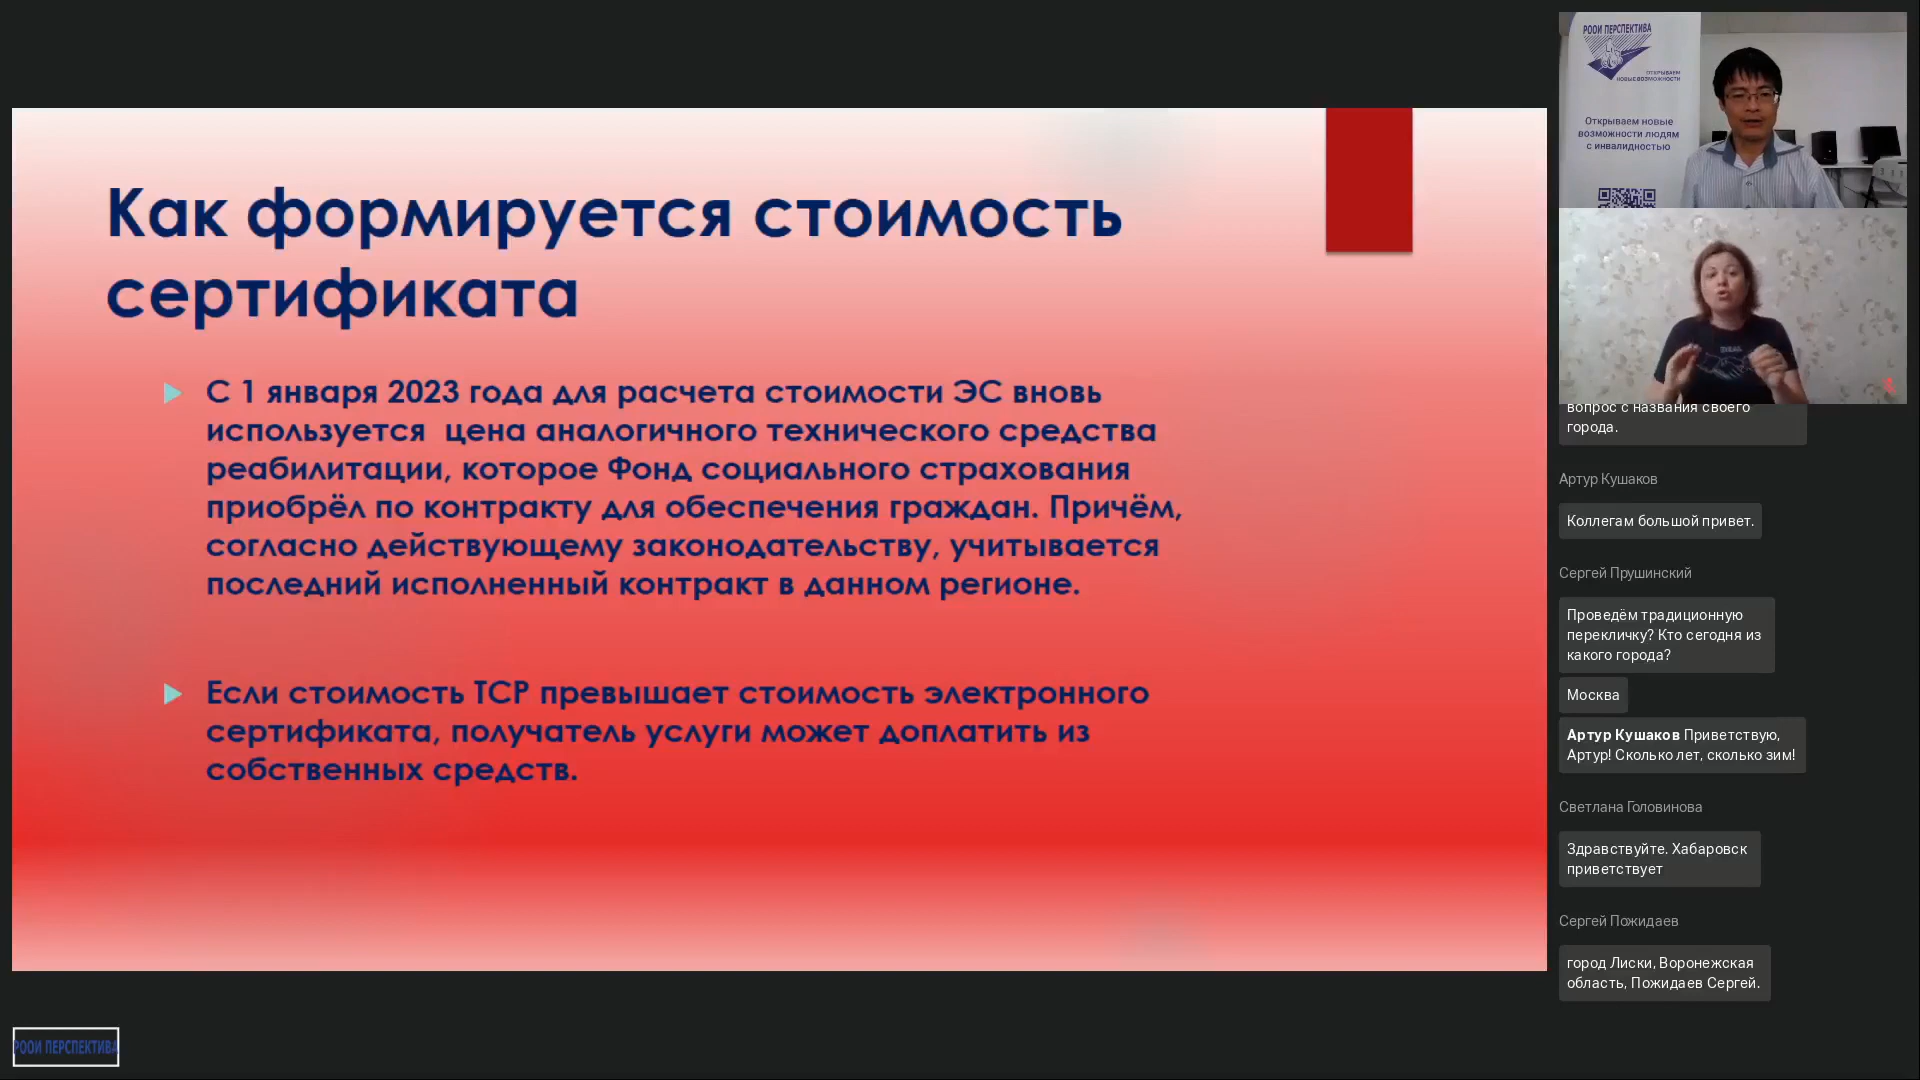 Как формируется стоимость
сертификата
С 1 января 2023 года для расчета стоимости ЭС вновь
используется цена аналогичного технического средства
реабилитации, которое Фонд социального страхования
приобрёл по контракту для обеспечения граждан. Причём,
согласно действующему законодательству, учитывается
последний исполненный контракт в данном регионе.
Если стоимость ТСР превышает стоимость электронного
сертификата, получатель услуги может доплатить из
собственных средств.
РООИ ПЕРСПЕКТИВА
РООИ ПЕРСПЕКТИВА
ОТКРЫВАЕМ
НОВЫЕ ВОЗМОЖНОСТИ
Открываем новые
возможности людям
с инвалидностью
вопрос с названия своего
города.
Артур Кушаков
Коллегам большой привет.
Сергей Прушинский
Проведём традиционную
перекличку? Кто сегодня из
какого города?
Москва
Артур Кушаков Приветствую,
Артур! Сколько лет, сколько зим!
Светлана Головинова
Здравствуйте. Хабаровск
приветствует
Сергей Пожидаев
город Лиски, Воронежская
область, Пожидаев Сергей.